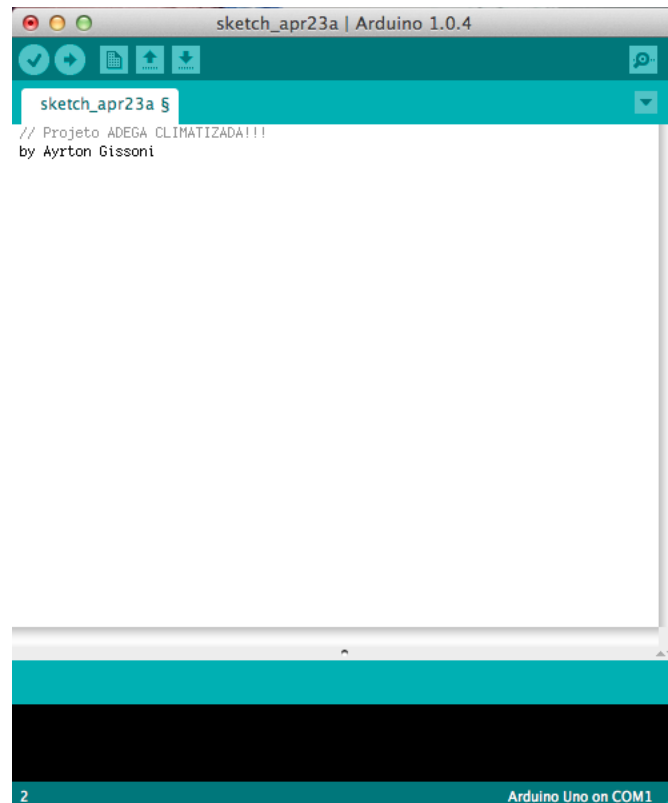 sketch_apr23a | Arduino 1.0.4
sketch_apr23a §
// Projeto ADEGA CLIMATIZADA!!!
by Ayrton Gissoni
2
Arduino Uno on COM1